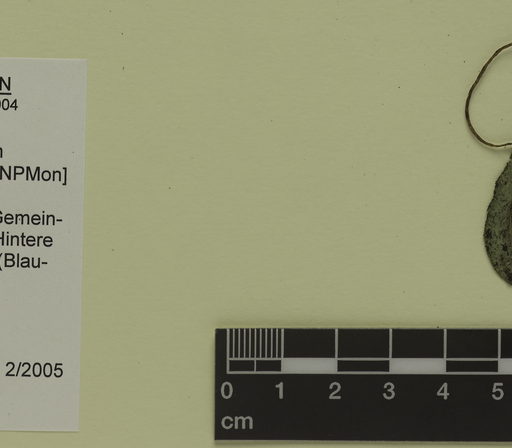 N
004
n
NPMon]
Gemein-
Hintere
(Blau-
2/2005
0 1 2 3 4 5
cm